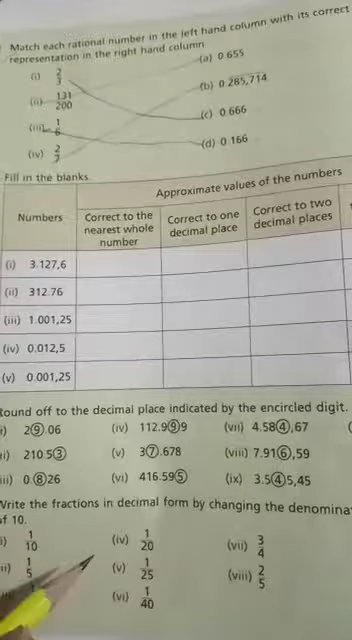 Match each rational number in the left hand column with its correct
representation in the right hand column
(i) 2/3 (a) 0.655
(ii) 131/200 (b) 0.285,714
(iii) 1/6 (c) 0.666
(iv) 2/7 (d) 0.166
Fill in the blanks.
Approximate values of the numbers
Numbers Correct to the nearest whole number Correct to one decimal place Correct to two decimal places
(i) 3.127,6
(ii) 312.76
(iii) 1.001,25
(iv) 0.012,5
(v) 0.001,25
Round off to the decimal place indicated by the encircled digit.
i) 2⑨.06 (iv) 112.9⑨9 (vii) 4.58④,67
ii) 210.5③ (v) 3⑦.678 (viii) 7.91⑥,59
iii) 0.⑧26 (vi) 416.59⑤ (ix) 3.5④5,45
Write the fractions in decimal form by changing the denomina
of 10.
i) 1/10 (iv) 1/20 (vii) 3/4
ii) 1/5 (v) 1/25 (viii) 2/5
(vi) 1/40